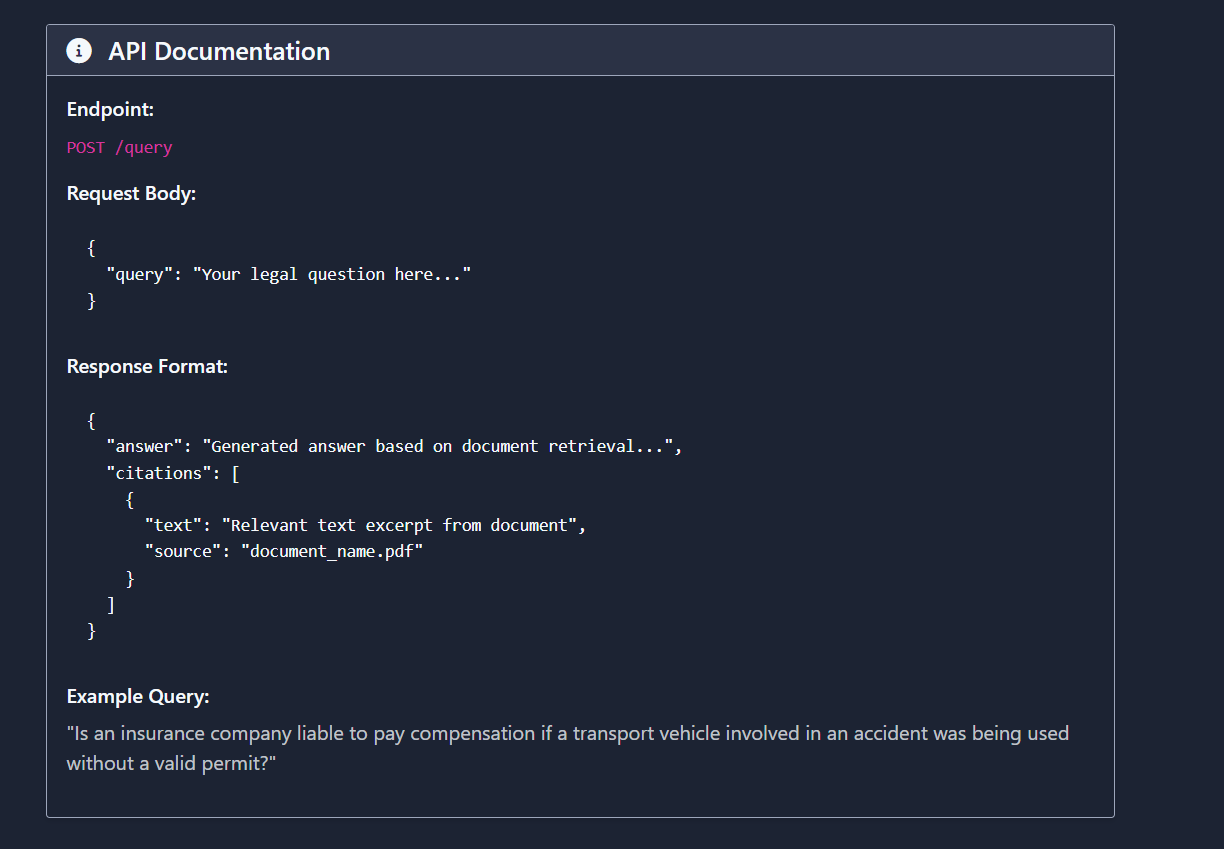 API Documentation
Endpoint:
POST /query
Request Body:
{
  "query": "Your legal question here..."
}
Response Format:
{
  "answer": "Generated answer based on document retrieval...",
  "citations": [
    {
      "text": "Relevant text excerpt from document",
      "source": "document_name.pdf"
    }
  ]
}
Example Query:
"Is an insurance company liable to pay compensation if a transport vehicle involved in an accident was being used
without a valid permit?"